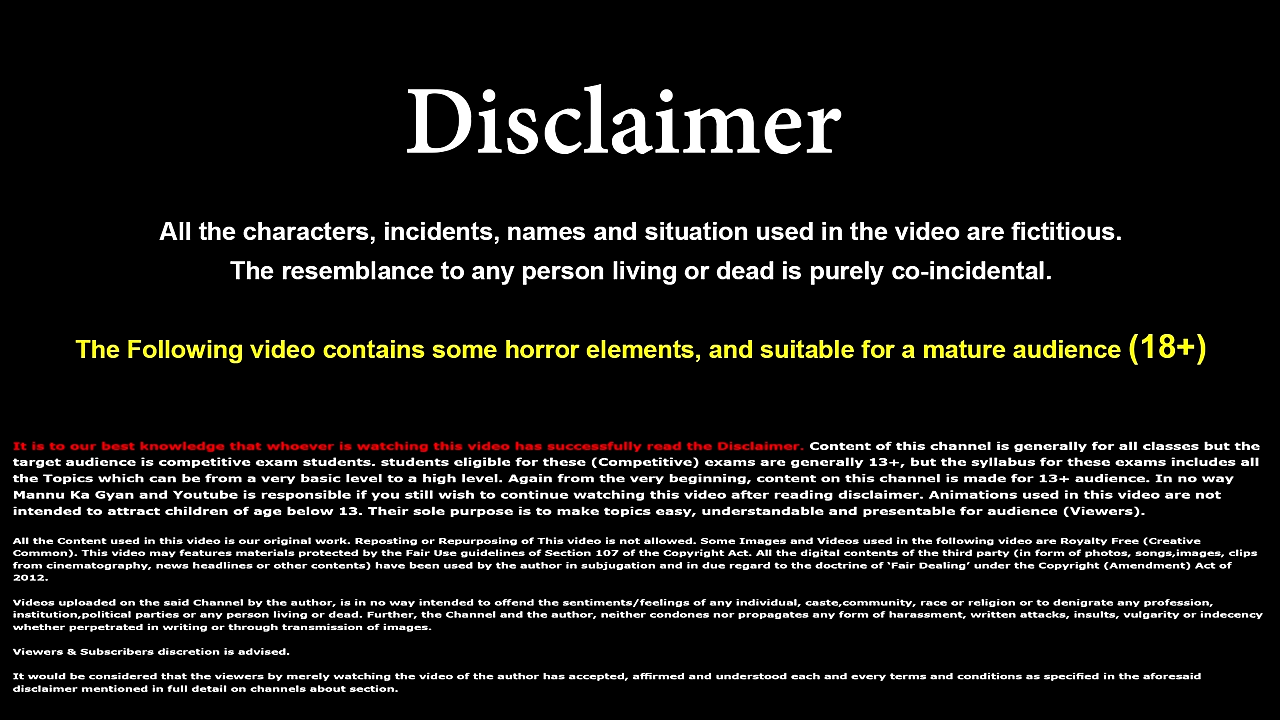 Disclaimer
All the characters, incidents, names and situation used in the video are fictitious.
The resemblance to any person living or dead is purely co-incidental.
The Following video contains some horror elements, and suitable for a mature audience (18+)
It is to our best knowledge that whoever is watching this video has successfully read the Disclaimer. Content of this channel is generally for all classes but the
target audience is competitive exam students. students eligible for these (Competitive) exams are generally 13+, but the syllabus for these exams includes all
the Topics which can be from a very basic level to a high level. Again from the very beginning, content on this channel is made for 13+ audience. In no way
Mannu Ka Gyan and Youtube is responsible if you still wish to continue watching this video after reading disclaimer. Animations used in this video are not
intended to attract children of age below 13. Their sole purpose is to make topics easy, understandable and presentable for audience (Viewers).
All the Content used in this video is our original work. Reposting or Repurposing of This video is not allowed. Some Images and Videos used in the following video are Royalty Free (Creative
Common). This video may features materials protected by the Fair Use guidelines of Section 107 of the Copyright Act. All the digital contents of the third party (in form of photos, songs,images, clips
from cinematography, news headlines or other contents) have been used by the author in subjugation and in due regard to the doctrine of ‘Fair Dealing’ under the Copyright (Amendment) Act of
2012.
Videos uploaded on the said Channel by the author, is in no way intended to offend the sentiments/feelings of any individual, caste,community, race or religion or to denigrate any profession,
institution,political parties or any person living or dead. Further, the Channel and the author, neither condones nor propagates any form of harassment, written attacks, insults, vulgarity or indecency
whether perpetrated in writing or through transmission of images.
Viewers & Subscribers discretion is advised.
It would be considered that the viewers by merely watching the video of the author has accepted, affirmed and understood each and every terms and conditions as specified in the aforesaid
disclaimer mentioned in full detail on channels about section.